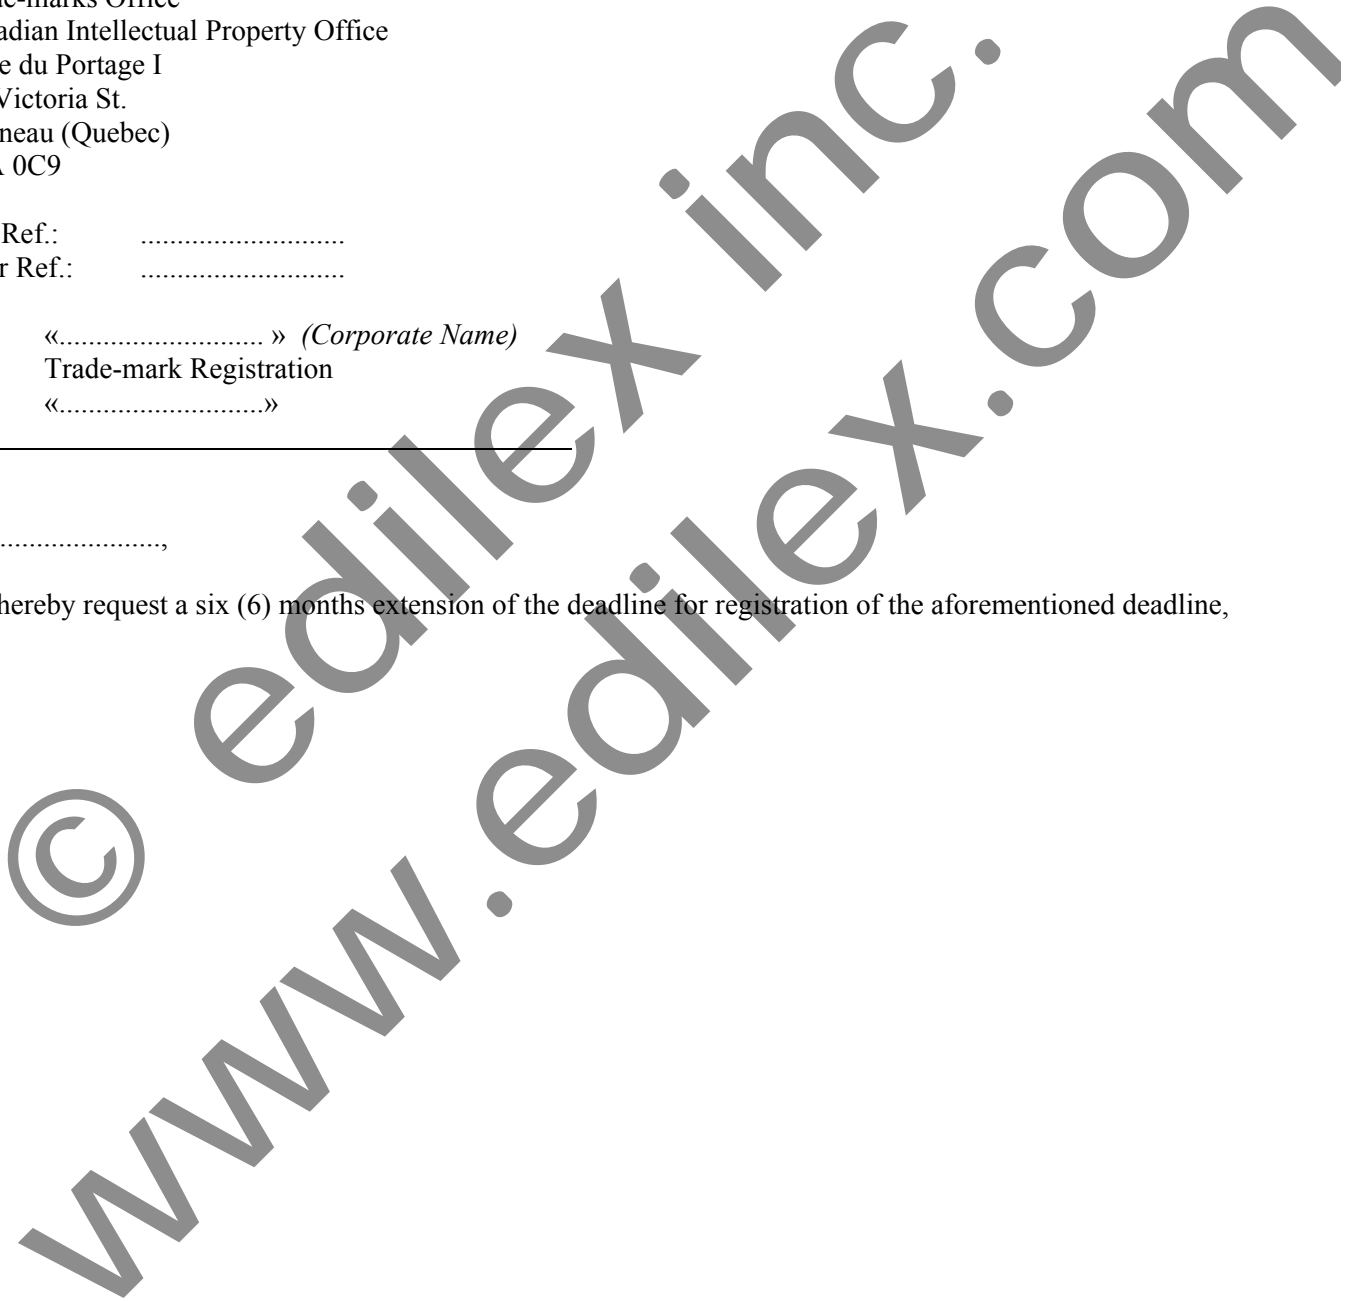 de-marks Office
adian Intellectual Property Office
e du Portage I
Victoria St.
neau (Quebec)
A 0C9
Ref.: ............................
r Ref.: ............................
«............................ » (Corporate Name)
Trade-mark Registration
«............................»
......................,
hereby request a six (6) months extension of the deadline for registration of the aforementioned deadline,
© edilex inc.
www.edilex.com